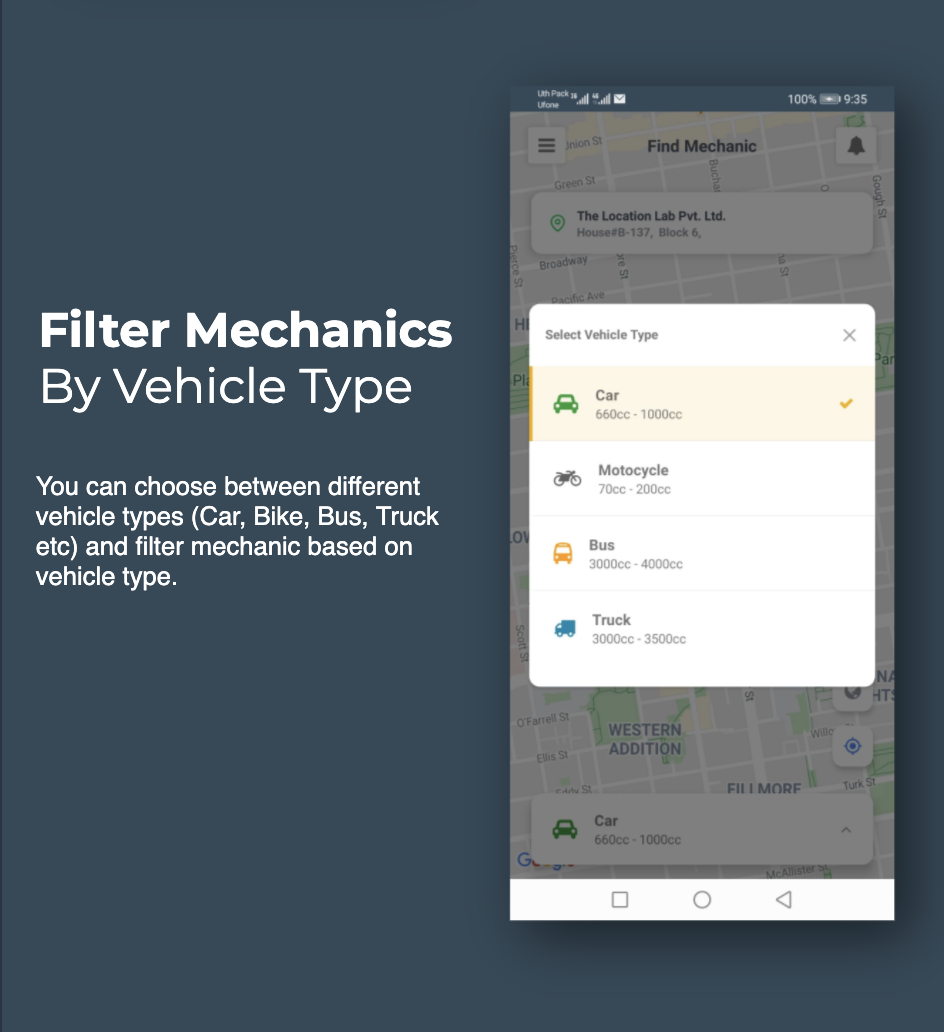 Filter Mechanics
By Vehicle Type
You can choose between different
vehicle types (Car, Bike, Bus, Truck
etc) and filter mechanic based on
vehicle type.
Uth Pack
Ufone
100% 9:35
Union St
Find Mechanic
Green St
Gough St
The Location Lab Pvt. Ltd.
House#B-137, Block 6,
Broadway
Pierce St
Pacific Ave
Select Vehicle Type
Car
660cc - 1000cc
Motocycle
70cc - 200cc
Bus
3000cc - 4000cc
Truck
3000cc - 3500cc
Scott St
O'Farrell St
WESTERN
ADDITION
Ellis St
Eddy St
FILLMORE
Turk St
Car
660cc - 1000cc
Google
McAllister St